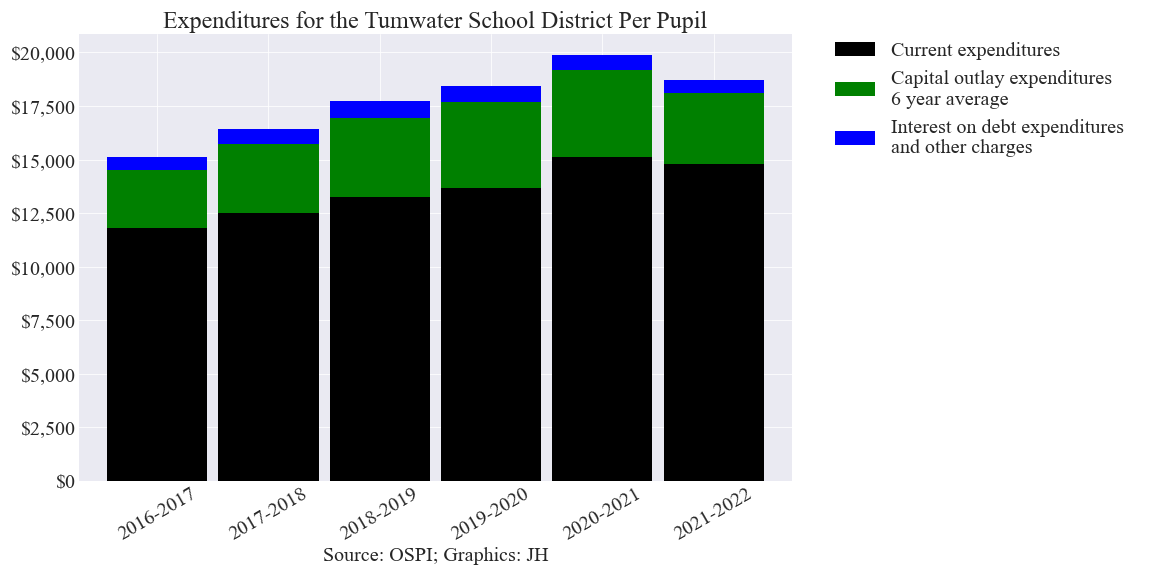 Expenditures for the Tumwater School District Per Pupil
$20,000
$17,500
$15,000
$12,500
$10,000
$7,500
$5,000
$2,500
$0
2016-2017
2017-2018
2018-2019
2019-2020
2020-2021
2021-2022
Source: OSPI; Graphics: JH
Current expenditures
Capital outlay expenditures
6 year average
Interest on debt expenditures
and other charges